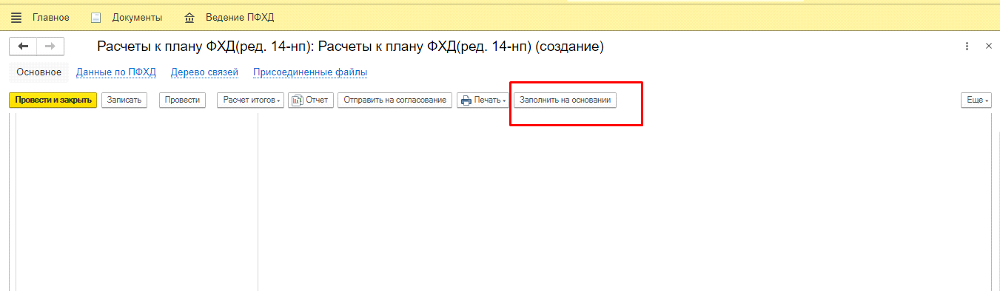 Главное Документы Ведение ПФХД
Расчеты к плану ФХД(ред. 14-нп): Расчеты к плану ФХД(ред. 14-нп) (создание)
Основное Данные по ПФХД Дерево связей Присоединенные файлы
Провести и закрыть Записать Провести Расчет итогов Отчет Отправить на согласование Печать Заполнить на основании Еще